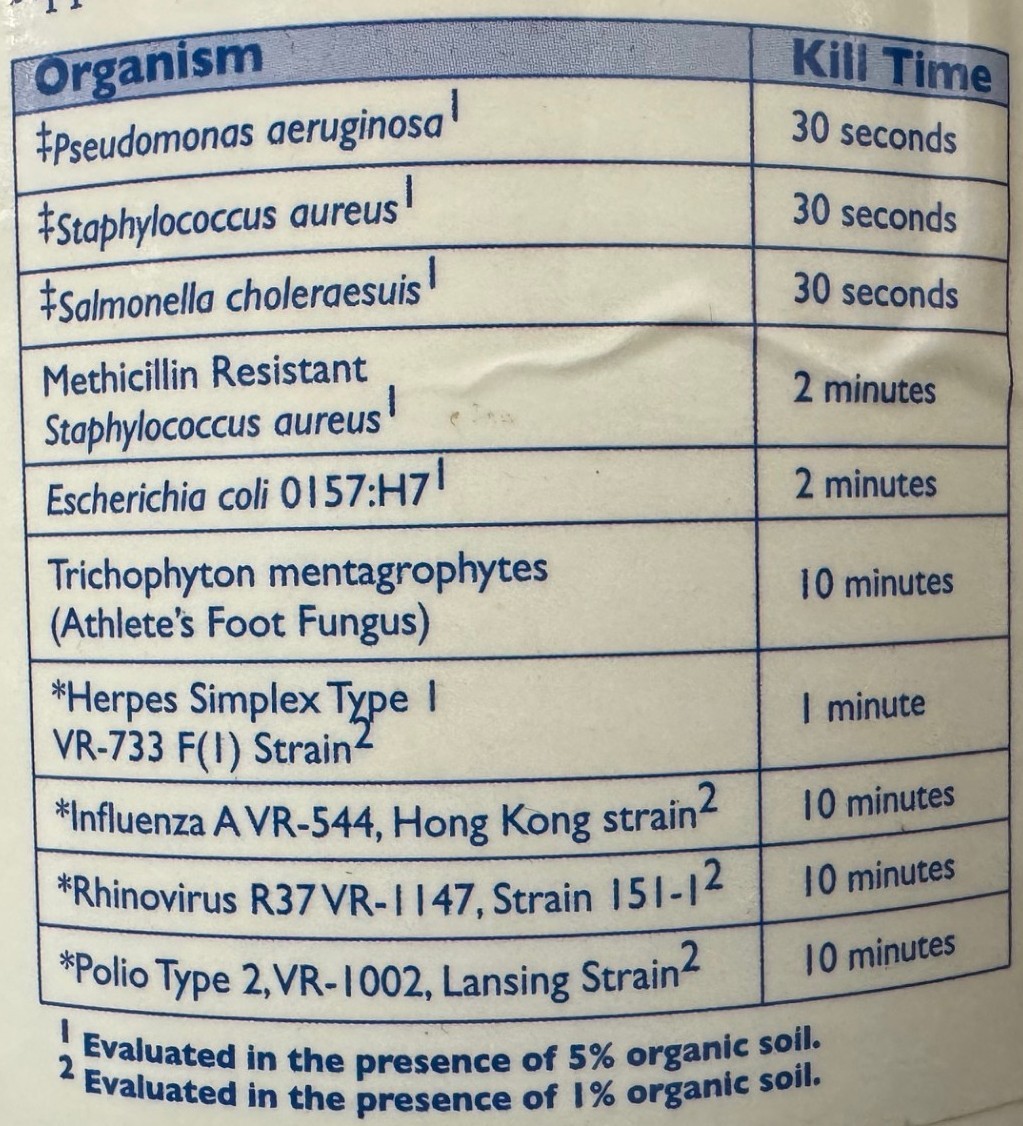 Organism Kill Time
‡Pseudomonas aeruginosa¹ 30 seconds
‡Staphylococcus aureus¹ 30 seconds
‡Salmonella choleraesuis¹ 30 seconds
Methicillin Resistant
Staphylococcus aureus¹ 2 minutes
Escherichia coli 0157:H7¹ 2 minutes
Trichophyton mentagrophytes
(Athlete's Foot Fungus) 10 minutes
*Herpes Simplex Type 1
VR-733 F(1) Strain² 1 minute
*Influenza A VR-544, Hong Kong strain² 10 minutes
*Rhinovirus R37 VR-1147, Strain 151-1² 10 minutes
*Polio Type 2, VR-1002, Lansing Strain² 10 minutes
¹ Evaluated in the presence of 5% organic soil.
² Evaluated in the presence of 1% organic soil.